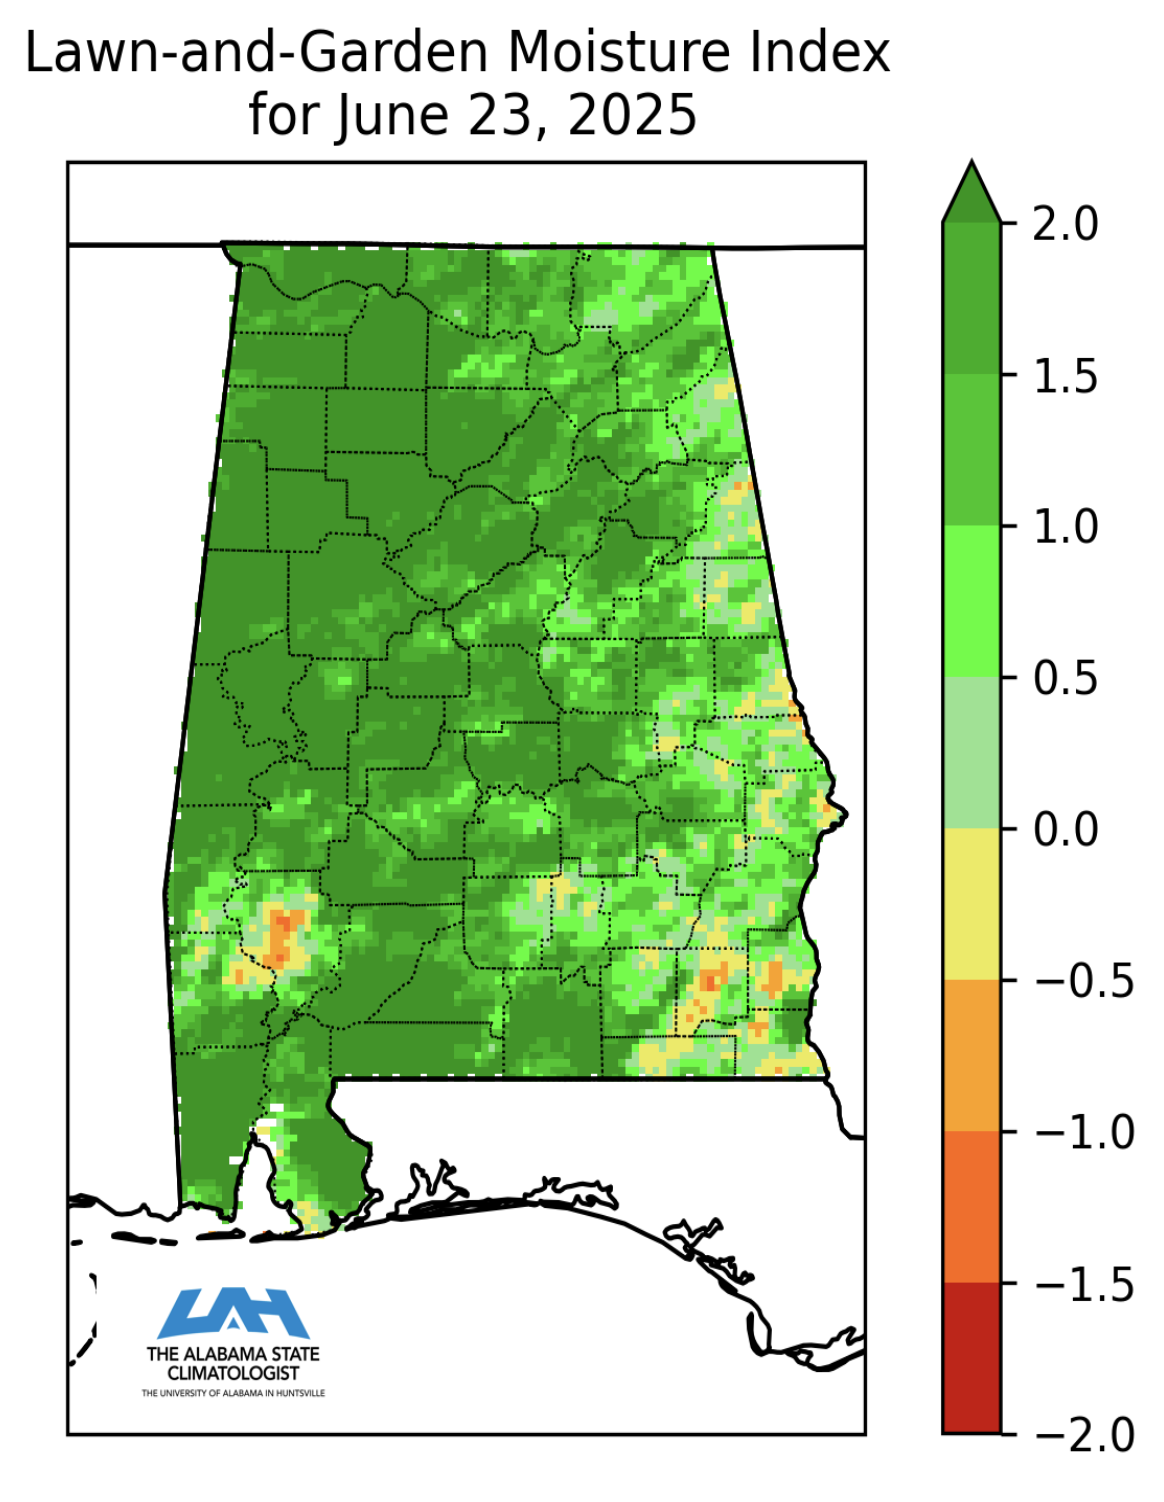 Lawn-and-Garden Moisture Index
for June 23, 2025
2.0
1.5
1.0
0.5
0.0
−0.5
−1.0
−1.5
−2.0
UAH
THE ALABAMA STATE
CLIMATOLOGIST
THE UNIVERSITY OF ALABAMA IN HUNTSVILLE